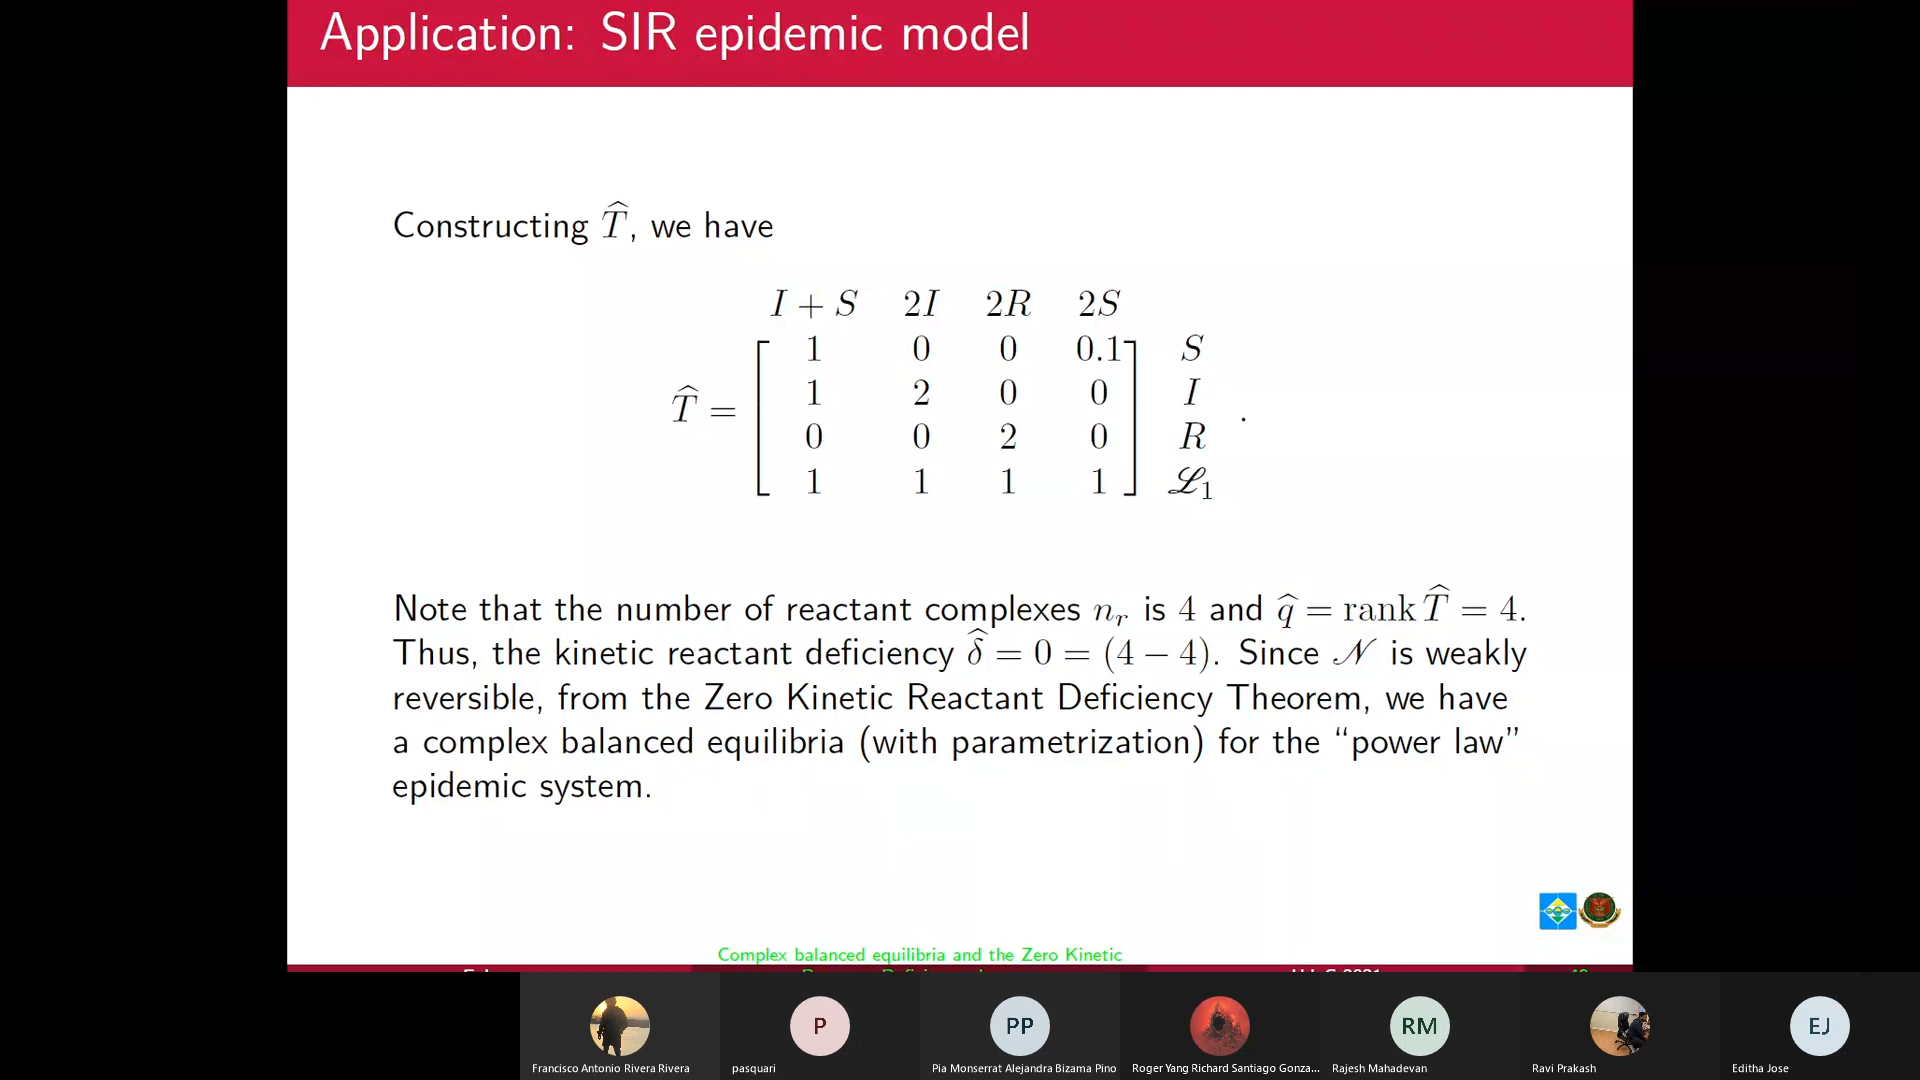 Application: SIR epidemic model
Constructing T̂, we have
I + S 2I 2R 2S
1 0 0 0.1 S
1 2 0 0 I
T̂ =
0 0 2 0 R
1 1 1 1 ℒ₁ .
Note that the number of reactant complexes nᵣ is 4 and q̂ = rank T̂ = 4.
Thus, the kinetic reactant deficiency δ̂ = 0 = (4 − 4). Since 𝒩 is weakly
reversible, from the Zero Kinetic Reactant Deficiency Theorem, we have
a complex balanced equilibria (with parametrization) for the “power law”
epidemic system.
Complex balanced equilibria and the Zero Kinetic
Francisco Antonio Rivera Rivera
P
pasquari
PP
Pia Monserrat Alejandra Bizama Pino
Roger Yang Richard Santiago Gonza...
RM
Rajesh Mahadevan
Ravi Prakash
EJ
Editha Jose